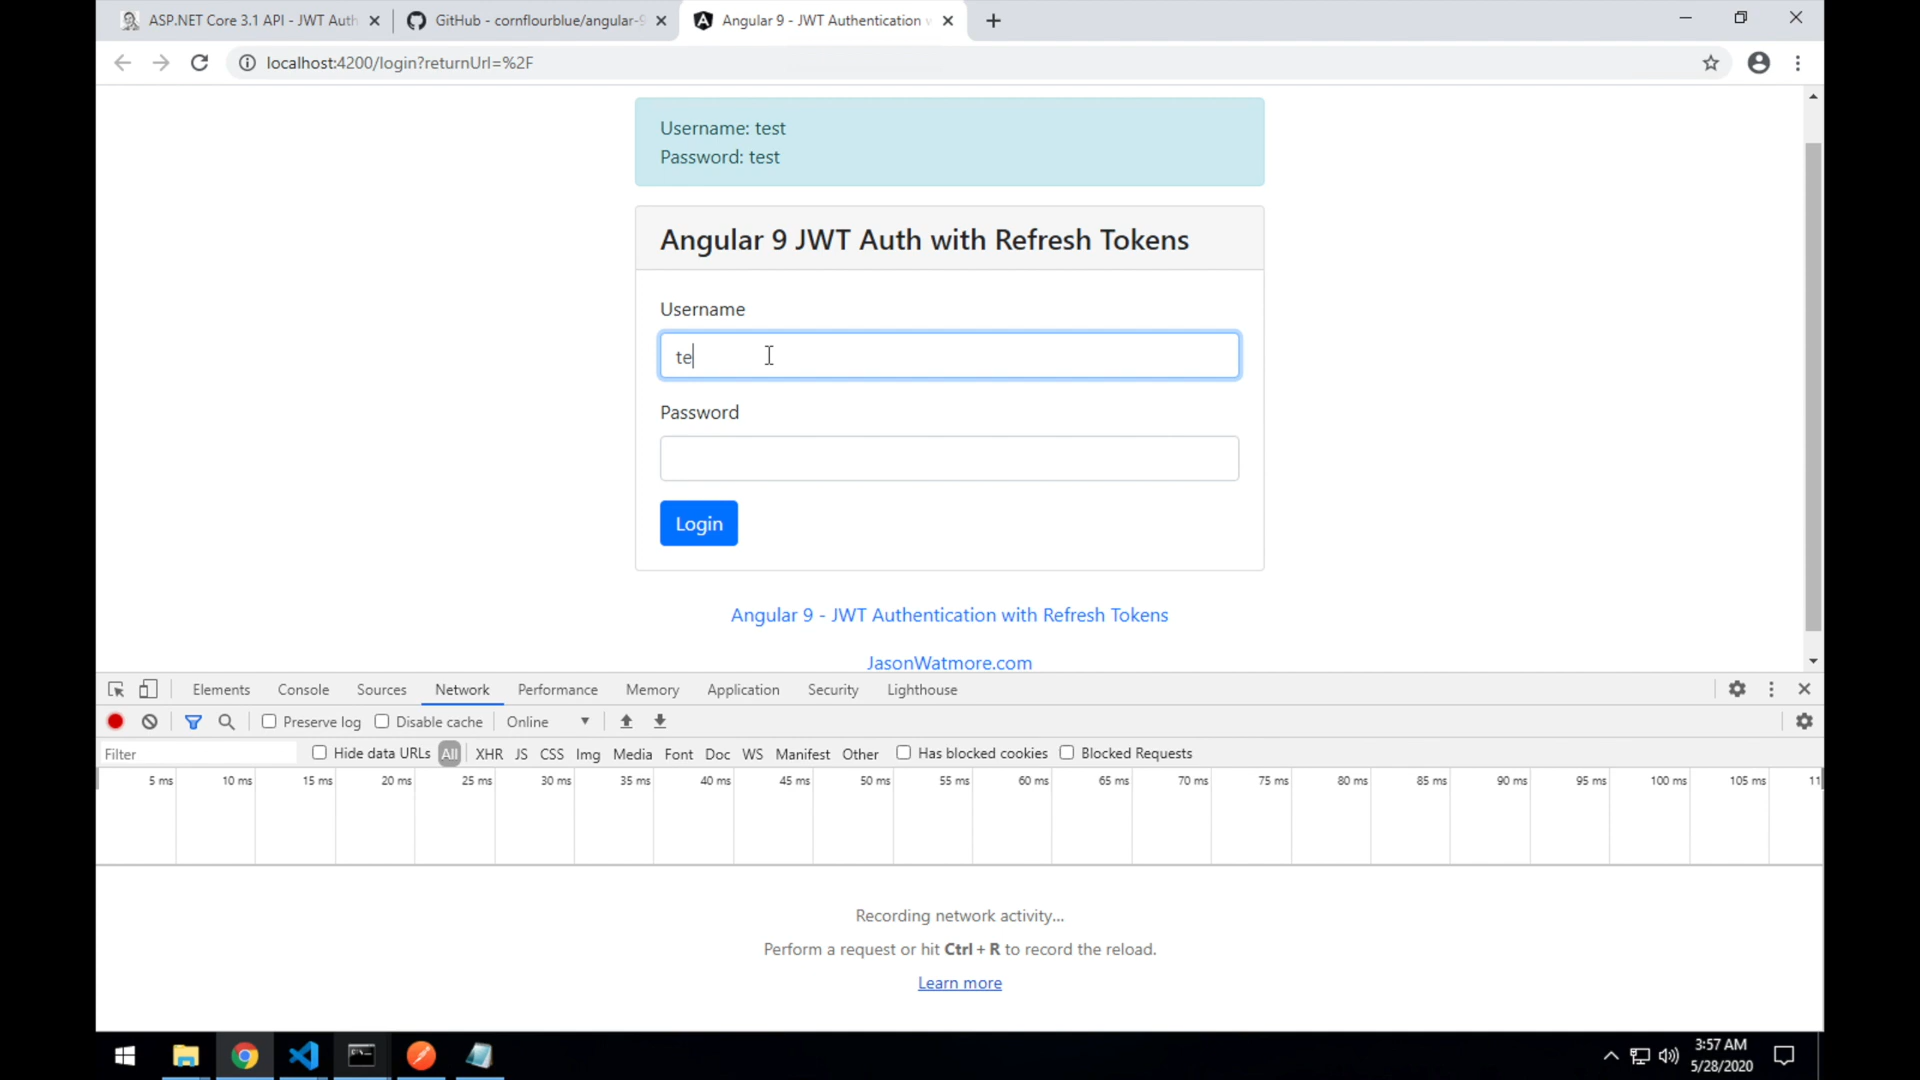 ASP.NET Core 3.1 API - JWT Auth
GitHub - cornflourblue/angular-9
Angular 9 - JWT Authentication w
localhost:4200/login?returnUrl=%2F
Username: test
Password: test
Angular 9 JWT Auth with Refresh Tokens
Username
te
Password
Login
Angular 9 - JWT Authentication with Refresh Tokens
JasonWatmore.com
Elements Console Sources Network Performance Memory Application Security Lighthouse
Preserve log Disable cache Online
Filter Hide data URLs All XHR JS CSS Img Media Font Doc WS Manifest Other Has blocked cookies Blocked Requests
5 ms 10 ms 15 ms 20 ms 25 ms 30 ms 35 ms 40 ms 45 ms 50 ms 55 ms 60 ms 65 ms 70 ms 75 ms 80 ms 85 ms 90 ms 95 ms 100 ms 105 ms 11
Recording network activity...
Perform a request or hit Ctrl + R to record the reload.
Learn more
3:57 AM
5/28/2020